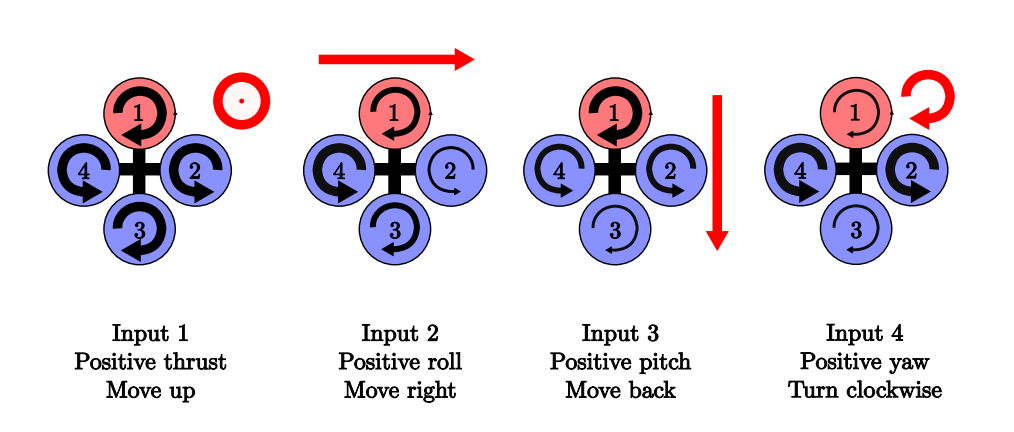 1
4 2
3
1
4 2
3
1
4 2
3
1
4 2
3
Input 1
Positive thrust
Move up
Input 2
Positive roll
Move right
Input 3
Positive pitch
Move back
Input 4
Positive yaw
Turn clockwise